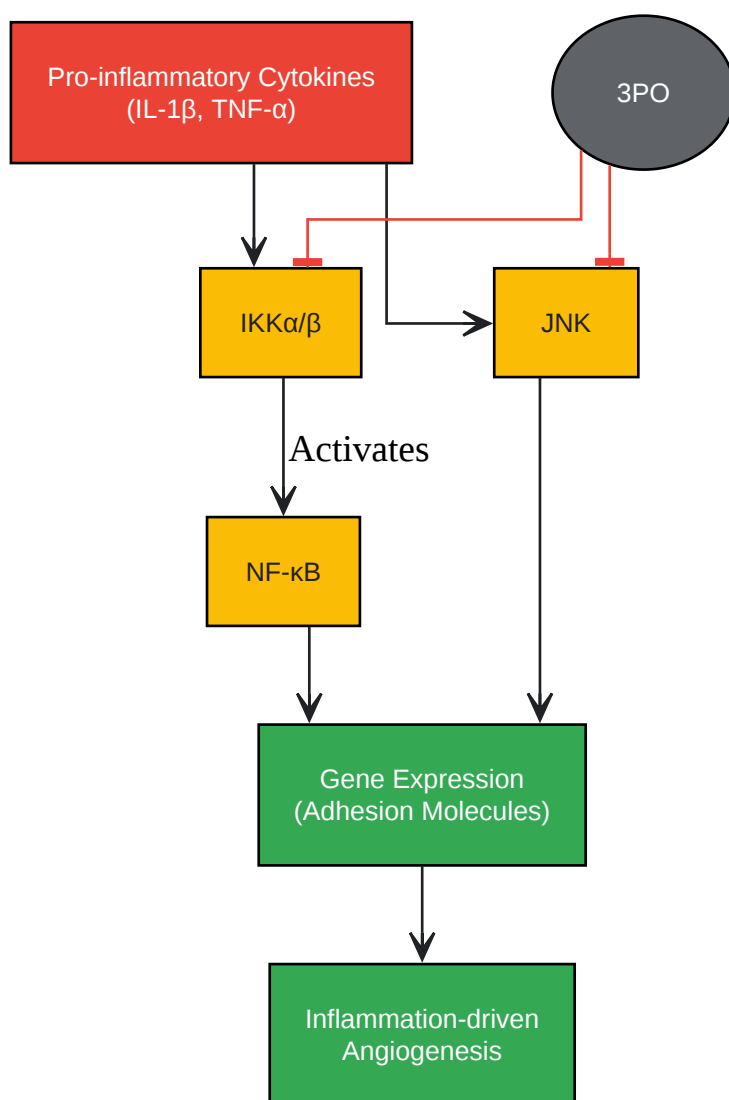 Pro-inflammatory Cytokines
(IL-1β, TNF-α)
3PO
IKKα/β
JNK
Activates
NF-κB
Gene Expression
(Adhesion Molecules)
Inflammation-driven
Angiogenesis